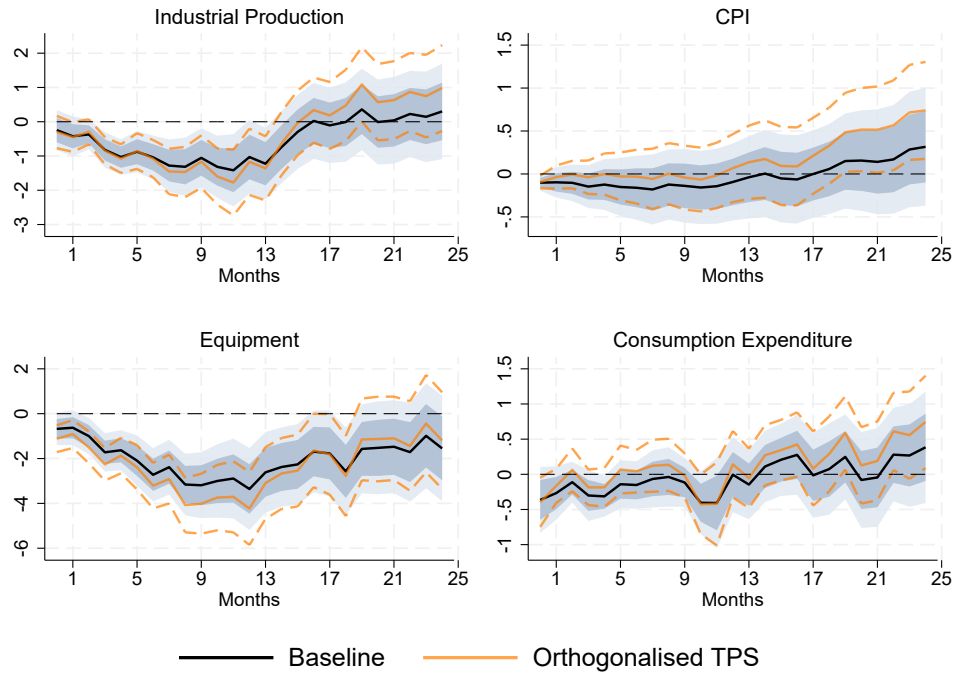 Industrial Production
2
1
0
-1
-2
-3
1 5 9 13 17 21 25
Months
CPI
1.5
1
.5
0
-.5
1 5 9 13 17 21 25
Months
Equipment
2
0
-2
-4
-6
1 5 9 13 17 21 25
Months
Consumption Expenditure
1.5
1
.5
0
-.5
-1
1 5 9 13 17 21 25
Months
Baseline Orthogonalised TPS